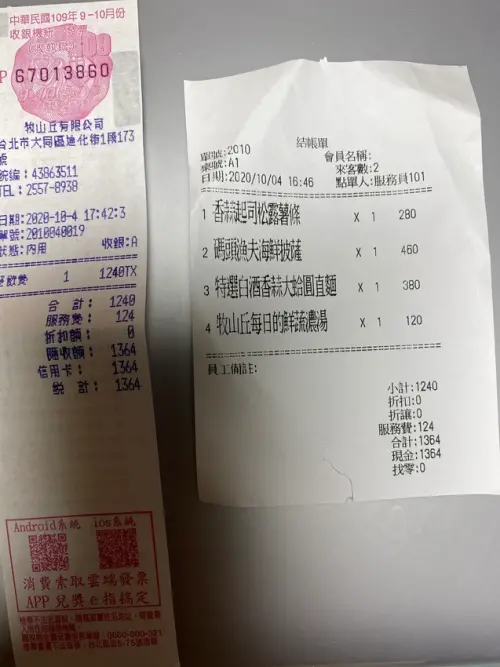 中華民國109年9-10月份
收銀機統一發票
67013860
牧山丘有限公司
台北市大同區迪化街1段173
號
統編：43863511
TEL：2557-8938
日期:2020-10-4 17:42:3
單號:2010040019
狀態:內用 收銀:A
餐飲費 1 1240TX
合 計： 1240
服務費： 124
折扣額： 0
應收額： 1364
信用卡： 1364
總 計： 1364
Android系統 ios系統
消費索取雲端發票
APP兌獎e指搞定
結帳單
單號:2010 會員名稱:
桌號:A1 來客數:2
日期:2020/10/04 16:46 點單人:服務員101
1 香蒜起司松露薯條 X 1 280
2 碼頭漁夫海鮮披薩 X 1 460
3 特選白酒香蒜大蛤圓直麵 X 1 380
4 牧山丘每日的鮮蔬濃湯 X 1 120
員工備註:
小計:1240
折扣:0
折讓:0
服務費:124
合計:1364
現金:1364
找零:0